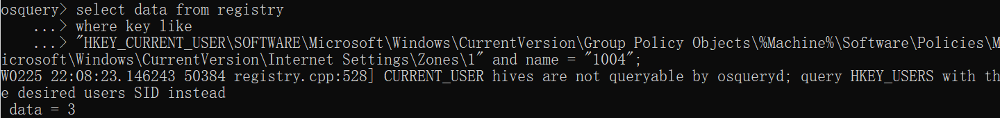 osquery> select data from registry
    ...> where key like
    ...> "HKEY_CURRENT_USER\SOFTWARE\Microsoft\Windows\CurrentVersion\Group Policy Objects\%Machine%\Software\Policies\M
icrosoft\Windows\CurrentVersion\Internet Settings\Zones\1" and name = "1004";
W0225 22:08:23.146243 50384 registry.cpp:528] CURRENT_USER hives are not queryable by osqueryd; query HKEY_USERS with th
e desired users SID instead
 data = 3